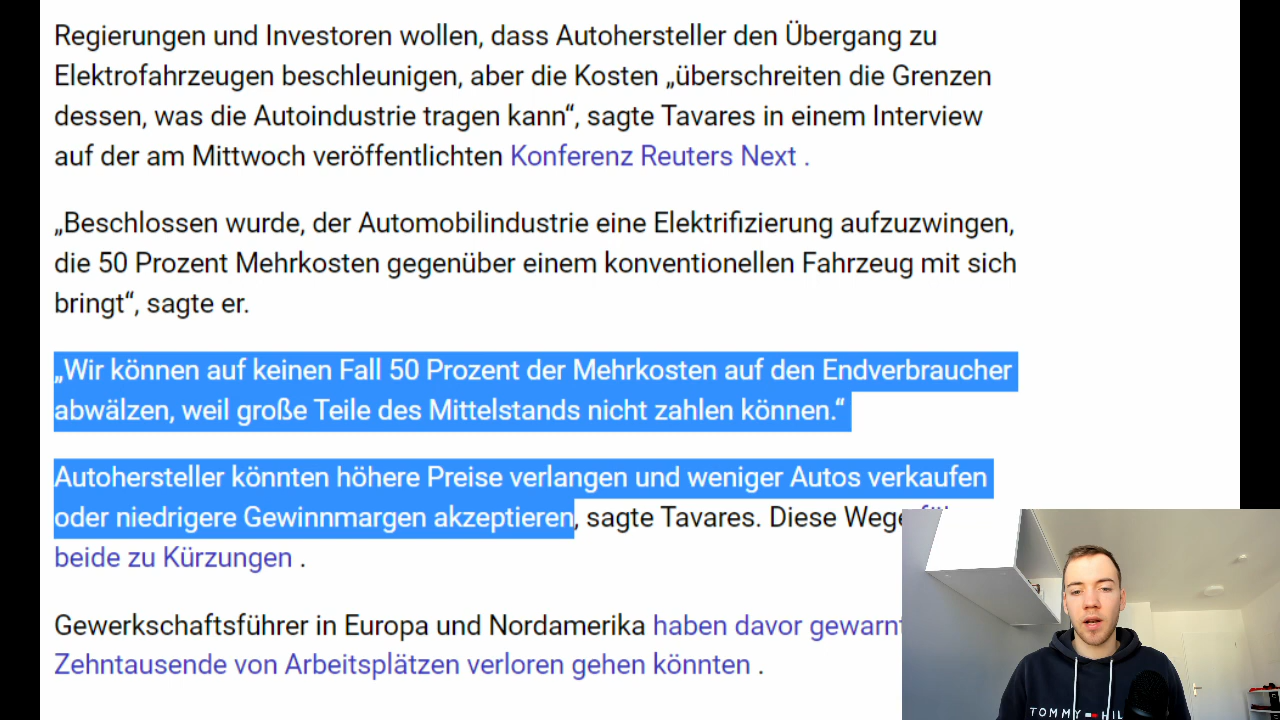 Regierungen und Investoren wollen, dass Autohersteller den Übergang zu
Elektrofahrzeugen beschleunigen, aber die Kosten „überschreiten die Grenzen
dessen, was die Autoindustrie tragen kann“, sagte Tavares in einem Interview
auf der am Mittwoch veröffentlichten Konferenz Reuters Next .
„Beschlossen wurde, der Automobilindustrie eine Elektrifizierung aufzuzwingen,
die 50 Prozent Mehrkosten gegenüber einem konventionellen Fahrzeug mit sich
bringt“, sagte er.
„Wir können auf keinen Fall 50 Prozent der Mehrkosten auf den Endverbraucher
abwälzen, weil große Teile des Mittelstands nicht zahlen können.“
Autohersteller könnten höhere Preise verlangen und weniger Autos verkaufen
oder niedrigere Gewinnmargen akzeptieren, sagte Tavares. Diese Wege
beide zu Kürzungen .
Gewerkschaftsführer in Europa und Nordamerika haben davor gewarnt
Zehntausende von Arbeitsplätzen verloren gehen könnten .
TOMMY HIL